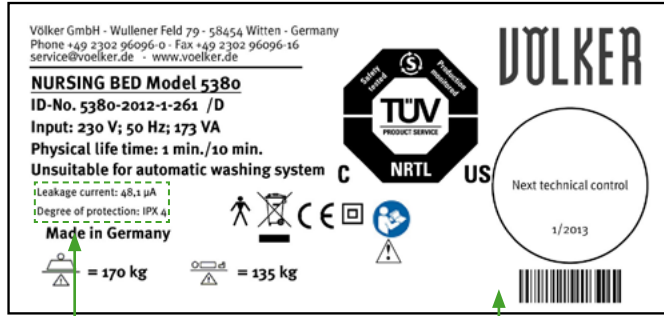 Völker GmbH - Wullener Feld 79 - 58454 Witten - Germany
Phone +49 2302 96096-0 - Fax +49 2302 96096-16
service@voelker.de - www.voelker.de
NURSING BED Model 5380
ID-No. 5380-2012-1-261 /D
Input: 230 V; 50 Hz; 173 VA
Physical life time: 1 min./10 min.
Unsuitable for automatic washing system
Leakage current: 48,1 µA
Degree of protection: IPX 4
Made in Germany
= 170 kg
= 135 kg
Safety tested
S
Production monitored
TÜV
PRODUCT SERVICE
NRTL
C
US
CE
VÖLKER
Next technical control
1/2013